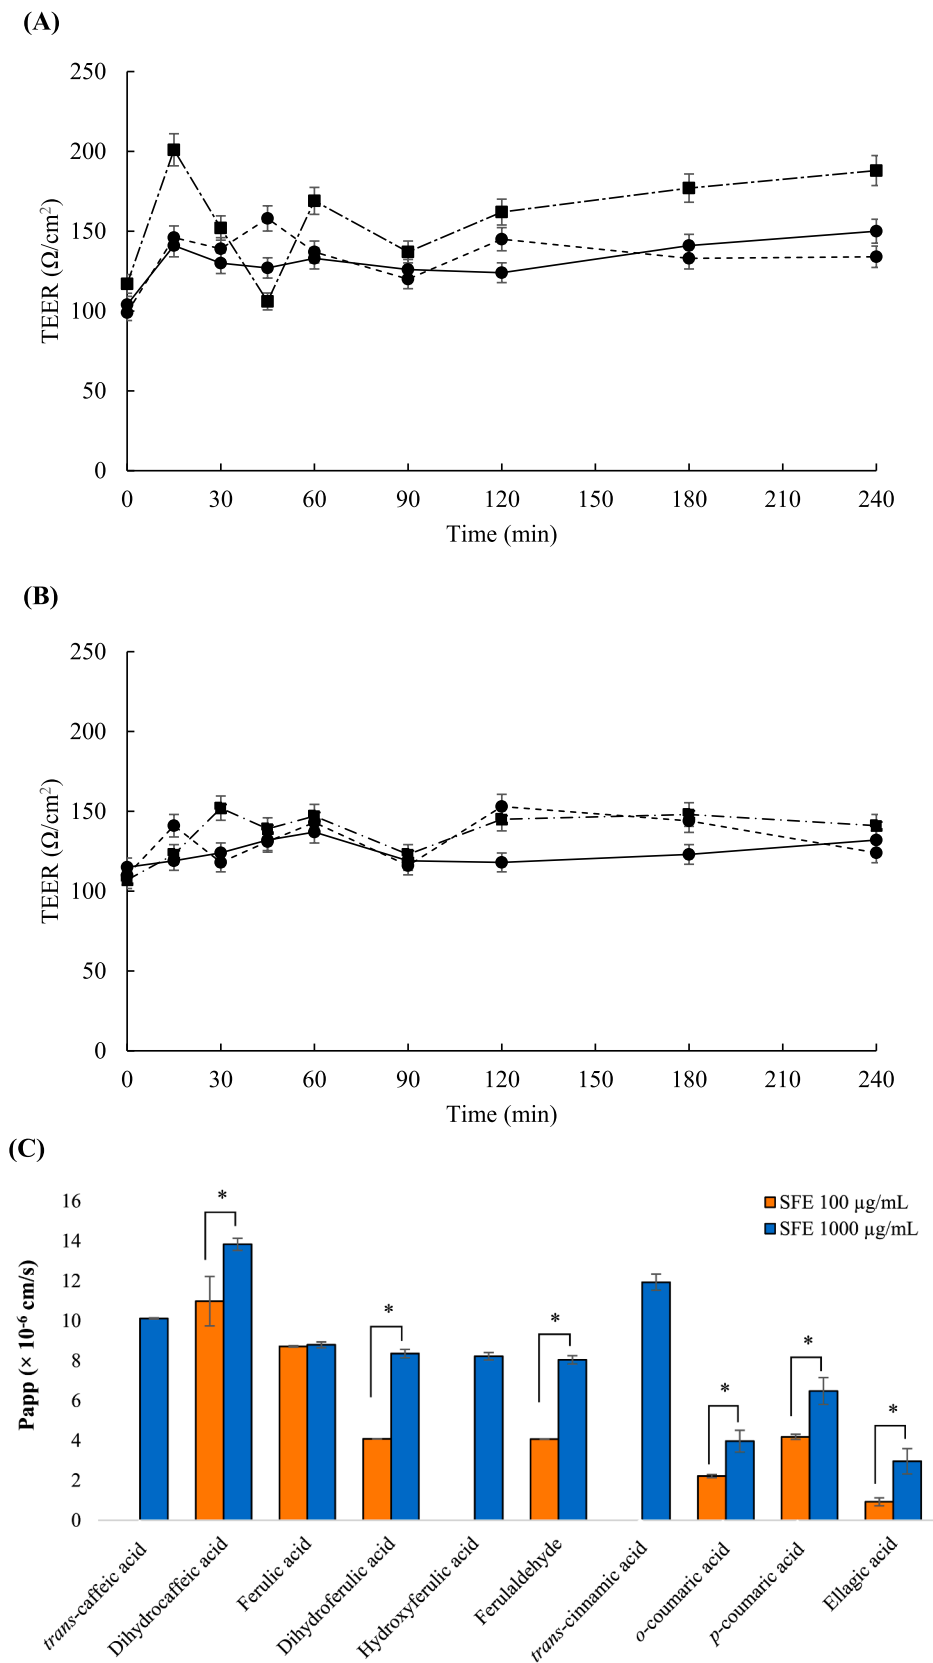 (A)
250
200
150
100
50
0
TEER (Ω/cm²)
0 30 60 90 120 150 180 210 240
Time (min)
(B)
250
200
150
100
50
0
TEER (Ω/cm²)
0 30 60 90 120 150 180 210 240
Time (min)
(C)
16
14
12
10
8
6
4
2
0
Papp (× 10⁻⁶ cm/s)
SFE 100 µg/mL
SFE 1000 µg/mL
*
*
*
*
*
*
trans-caffeic acid
Dihydrocaffeic acid
Ferulic acid
Dihydroferulic acid
Hydroxyferulic acid
Ferulaldehyde
trans-cinnamic acid
o-coumaric acid
p-coumaric acid
Ellagic acid